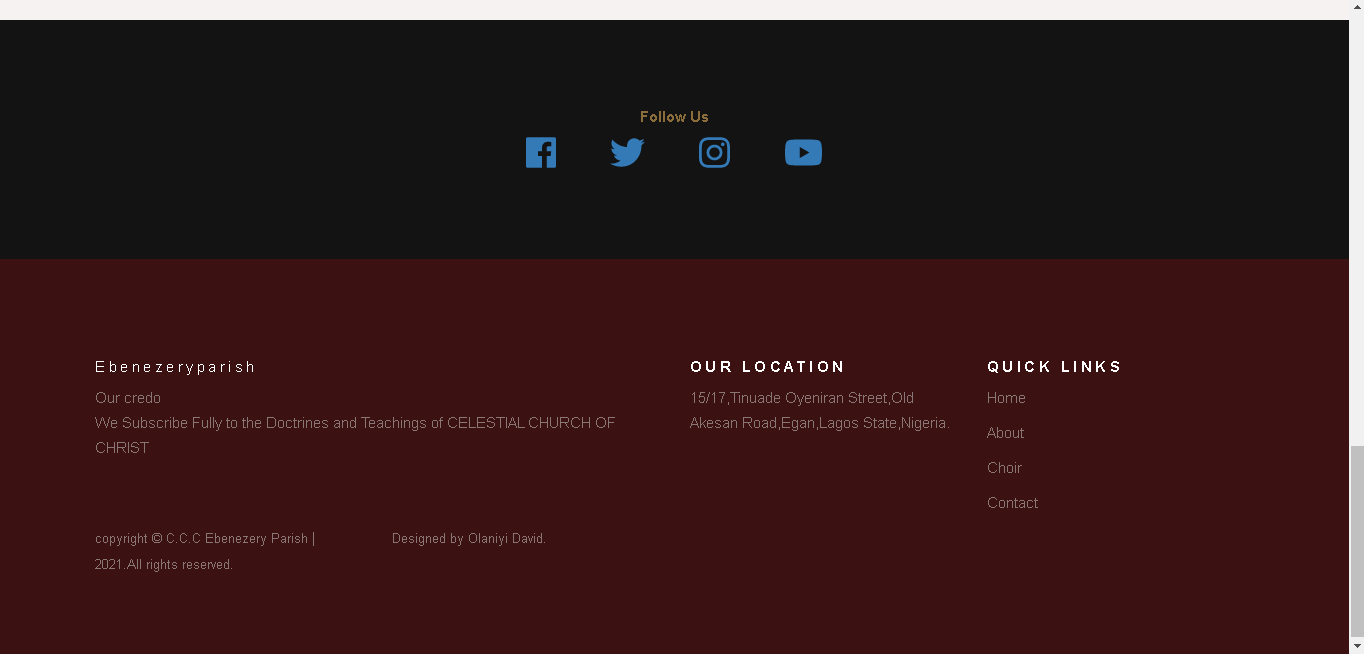 Follow Us
Ebenezeryparish
Our credo
We Subscribe Fully to the Doctrines and Teachings of CELESTIAL CHURCH OF
CHRIST
OUR LOCATION
15/17,Tinuade Oyeniran Street,Old
Akesan Road,Egan,Lagos State,Nigeria.
QUICK LINKS
Home
About
Choir
Contact
copyright © C.C.C Ebenezery Parish |
2021.All rights reserved.
Designed by Olaniyi David.